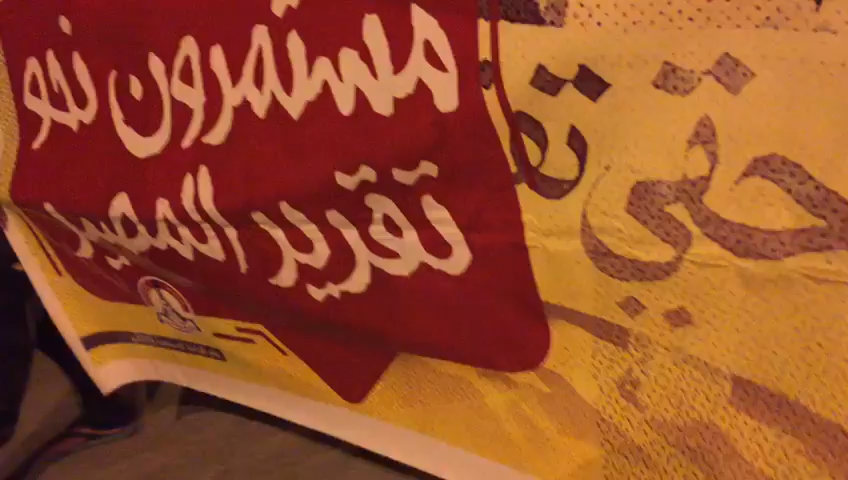 حتى
مستمرون نحو
تقرير المصير